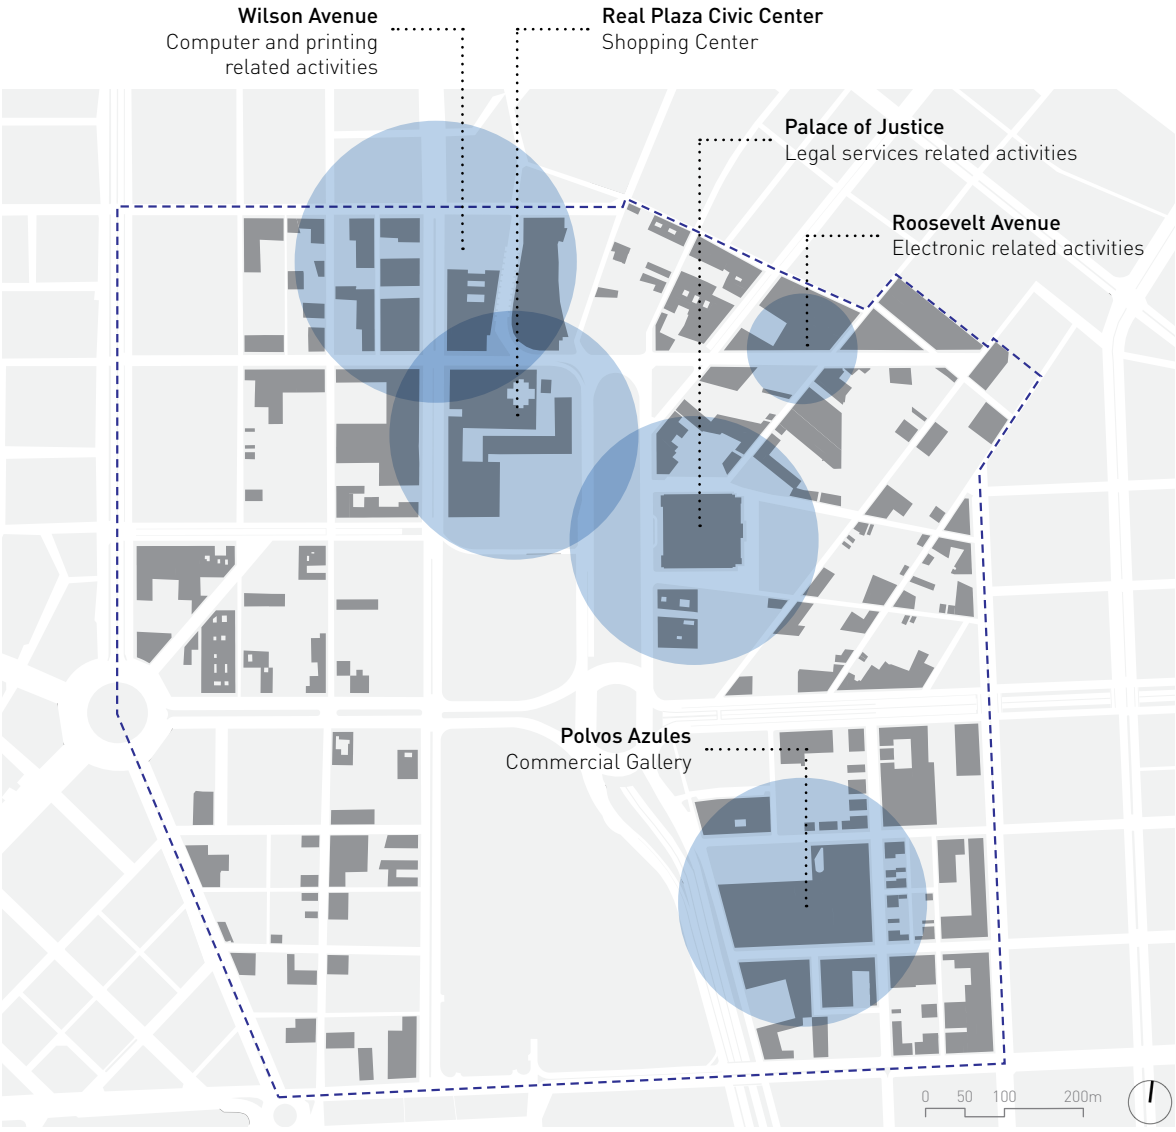 Wilson Avenue
Computer and printing
related activities
Real Plaza Civic Center
Shopping Center
Palace of Justice
Legal services related activities
Roosevelt Avenue
Electronic related activities
Polvos Azules
Commercial Gallery
0 50 100 200m